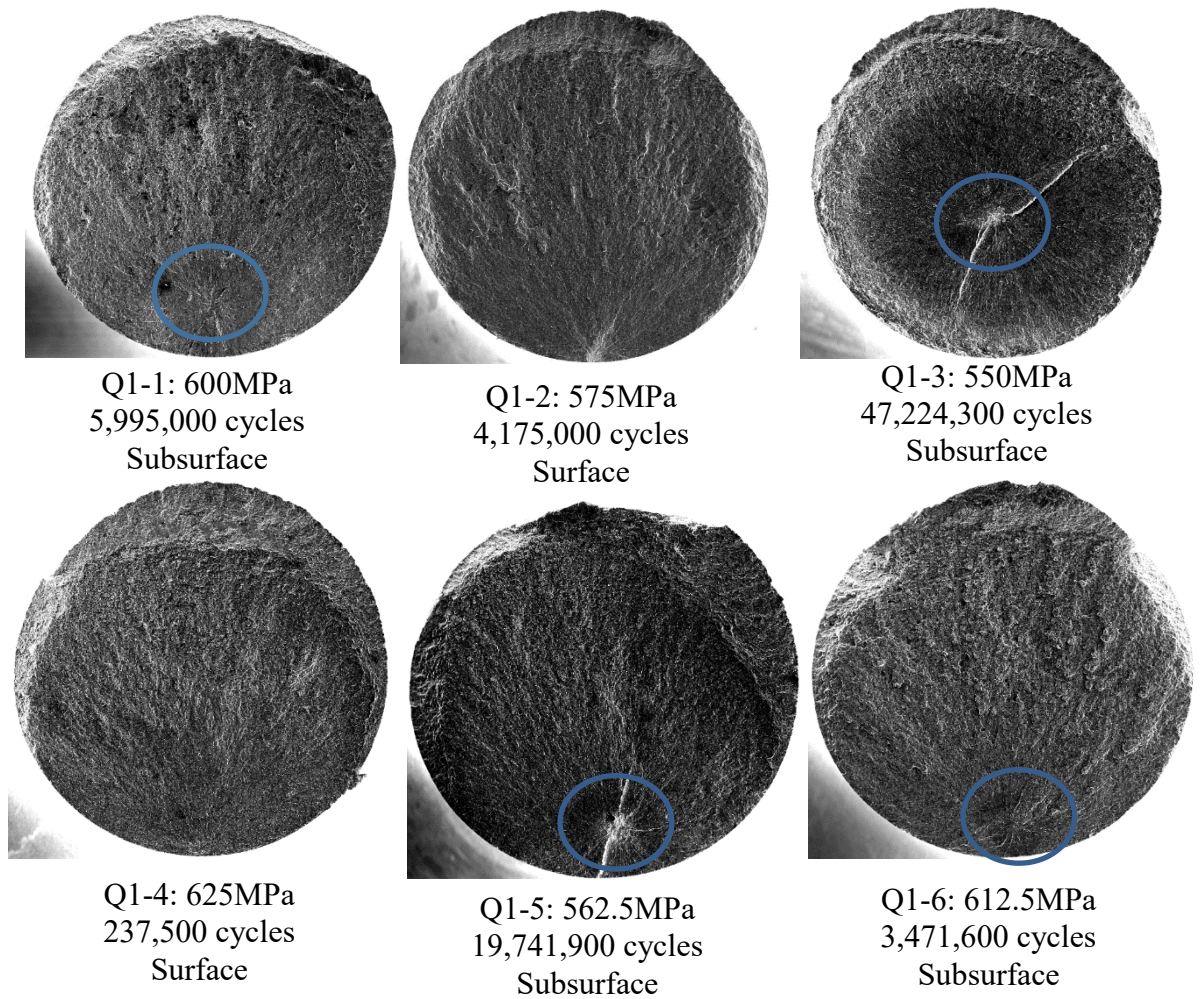 Q1-1: 600MPa
5,995,000 cycles
Subsurface
Q1-2: 575MPa
4,175,000 cycles
Surface
Q1-3: 550MPa
47,224,300 cycles
Subsurface
Q1-4: 625MPa
237,500 cycles
Surface
Q1-5: 562.5MPa
19,741,900 cycles
Subsurface
Q1-6: 612.5MPa
3,471,600 cycles
Subsurface